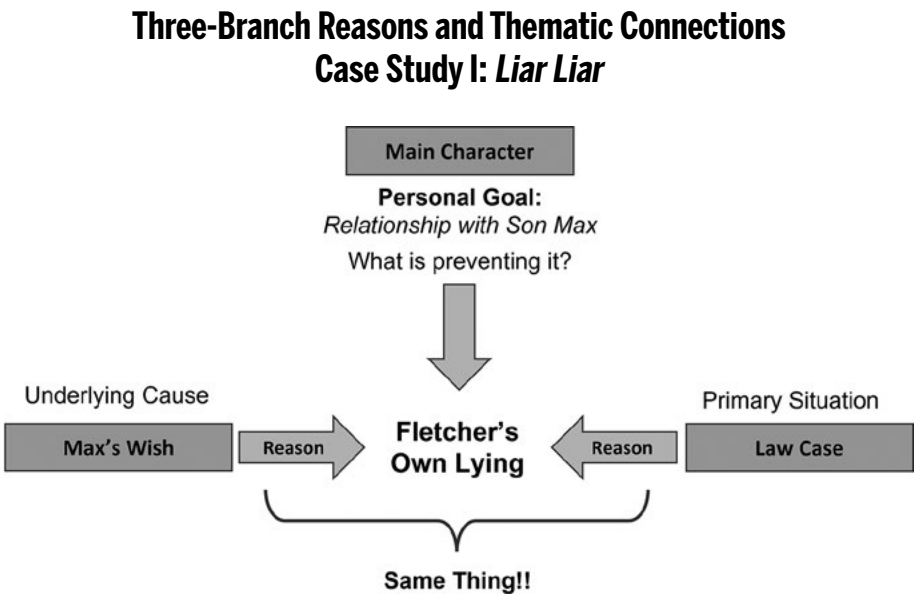 Three-Branch Reasons and Thematic Connections
Case Study I: Liar Liar
Main Character
Personal Goal:
Relationship with Son Max
What is preventing it?
Underlying Cause
Max's Wish
Reason
Fletcher's
Own Lying
Reason
Primary Situation
Law Case
Same Thing!!